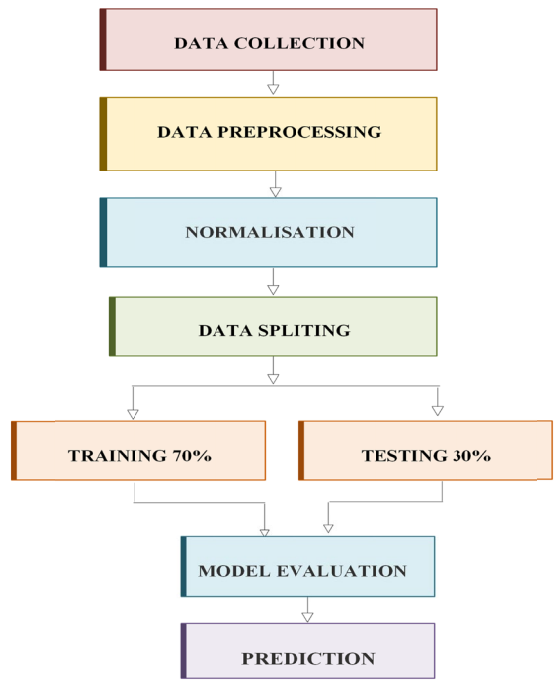 DATA COLLECTION
DATA PREPROCESSING
NORMALISATION
DATA SPLITING
TRAINING 70%
TESTING 30%
MODEL EVALUATION
PREDICTION